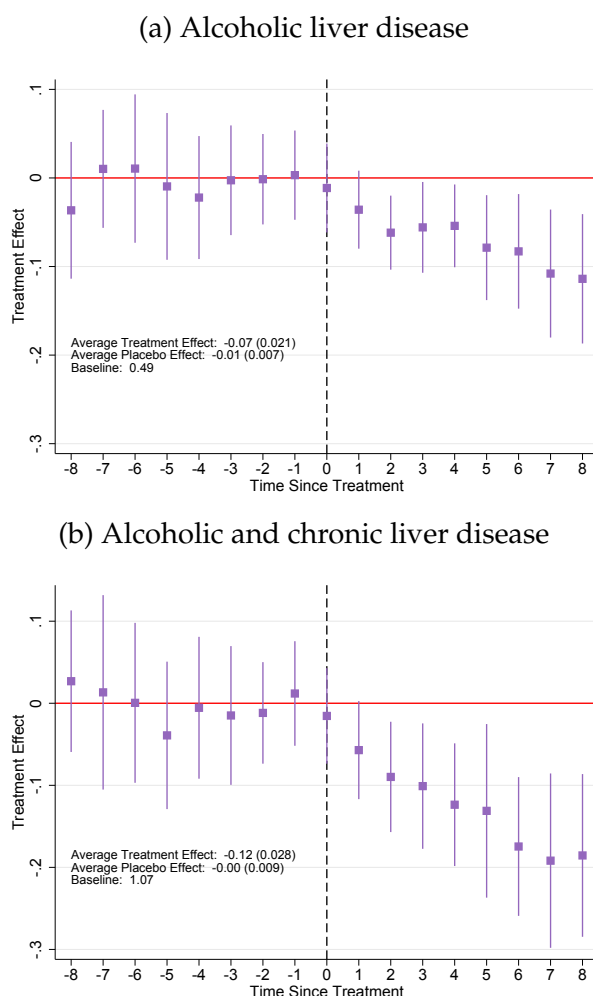 (a) Alcoholic liver disease
.1
0
-.1
-.2
-.3
Treatment Effect
Average Treatment Effect: -0.07 (0.021)
Average Placebo Effect: -0.01 (0.007)
Baseline: 0.49
-8 -7 -6 -5 -4 -3 -2 -1 0 1 2 3 4 5 6 7 8
Time Since Treatment
(b) Alcoholic and chronic liver disease
.1
0
-.1
-.2
-.3
Treatment Effect
Average Treatment Effect: -0.12 (0.028)
Average Placebo Effect: -0.00 (0.009)
Baseline: 1.07
-8 -7 -6 -5 -4 -3 -2 -1 0 1 2 3 4 5 6 7 8
Time Since Treatment